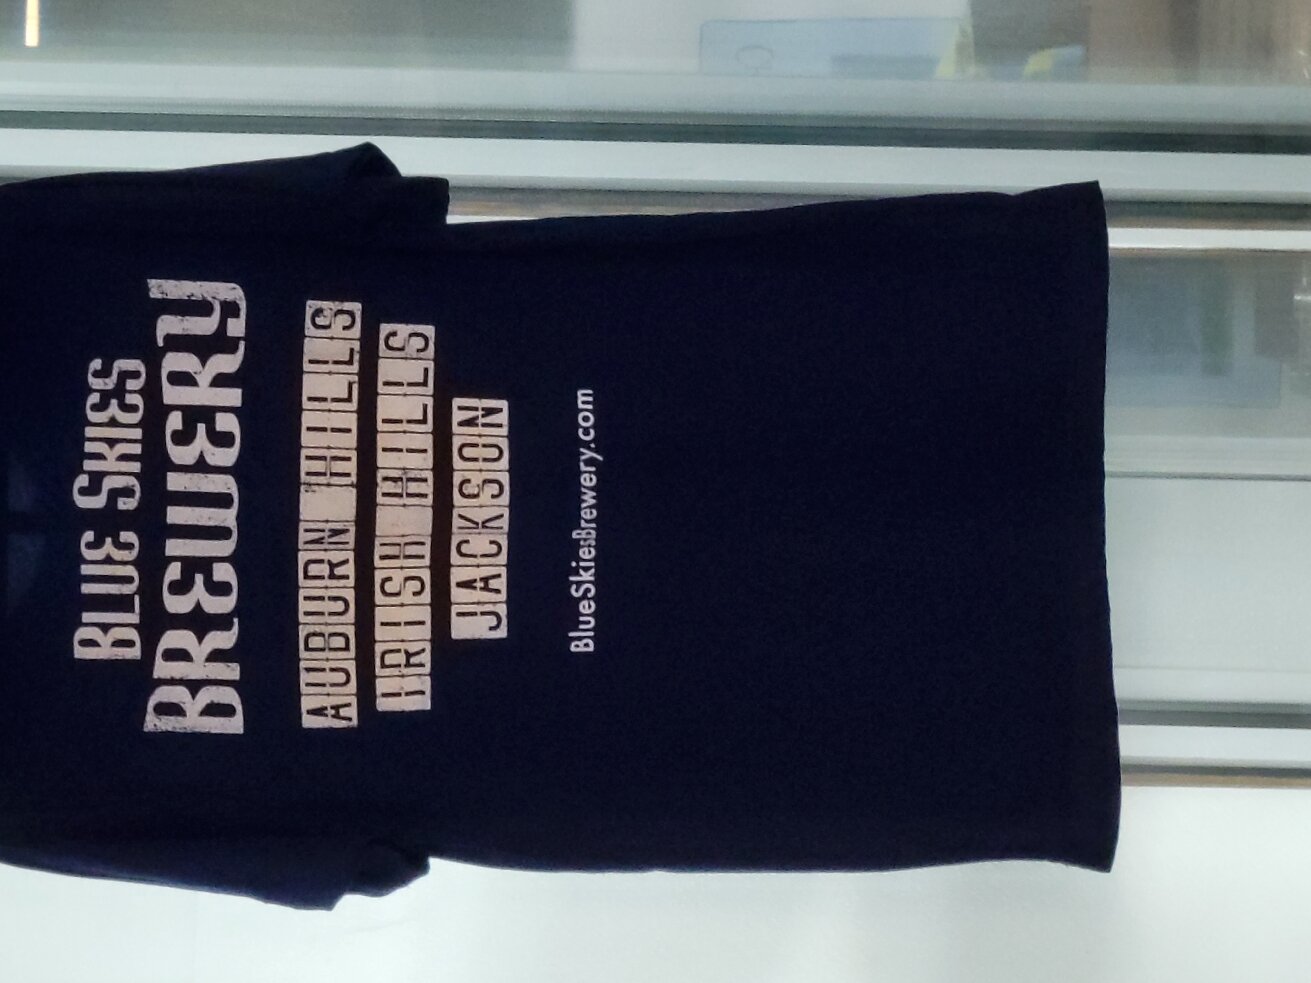 BLUE SKIES
BREWERY
AUBURN HILLS
IRISH HILLS
JACKSON
BlueSkiesBrewery.com